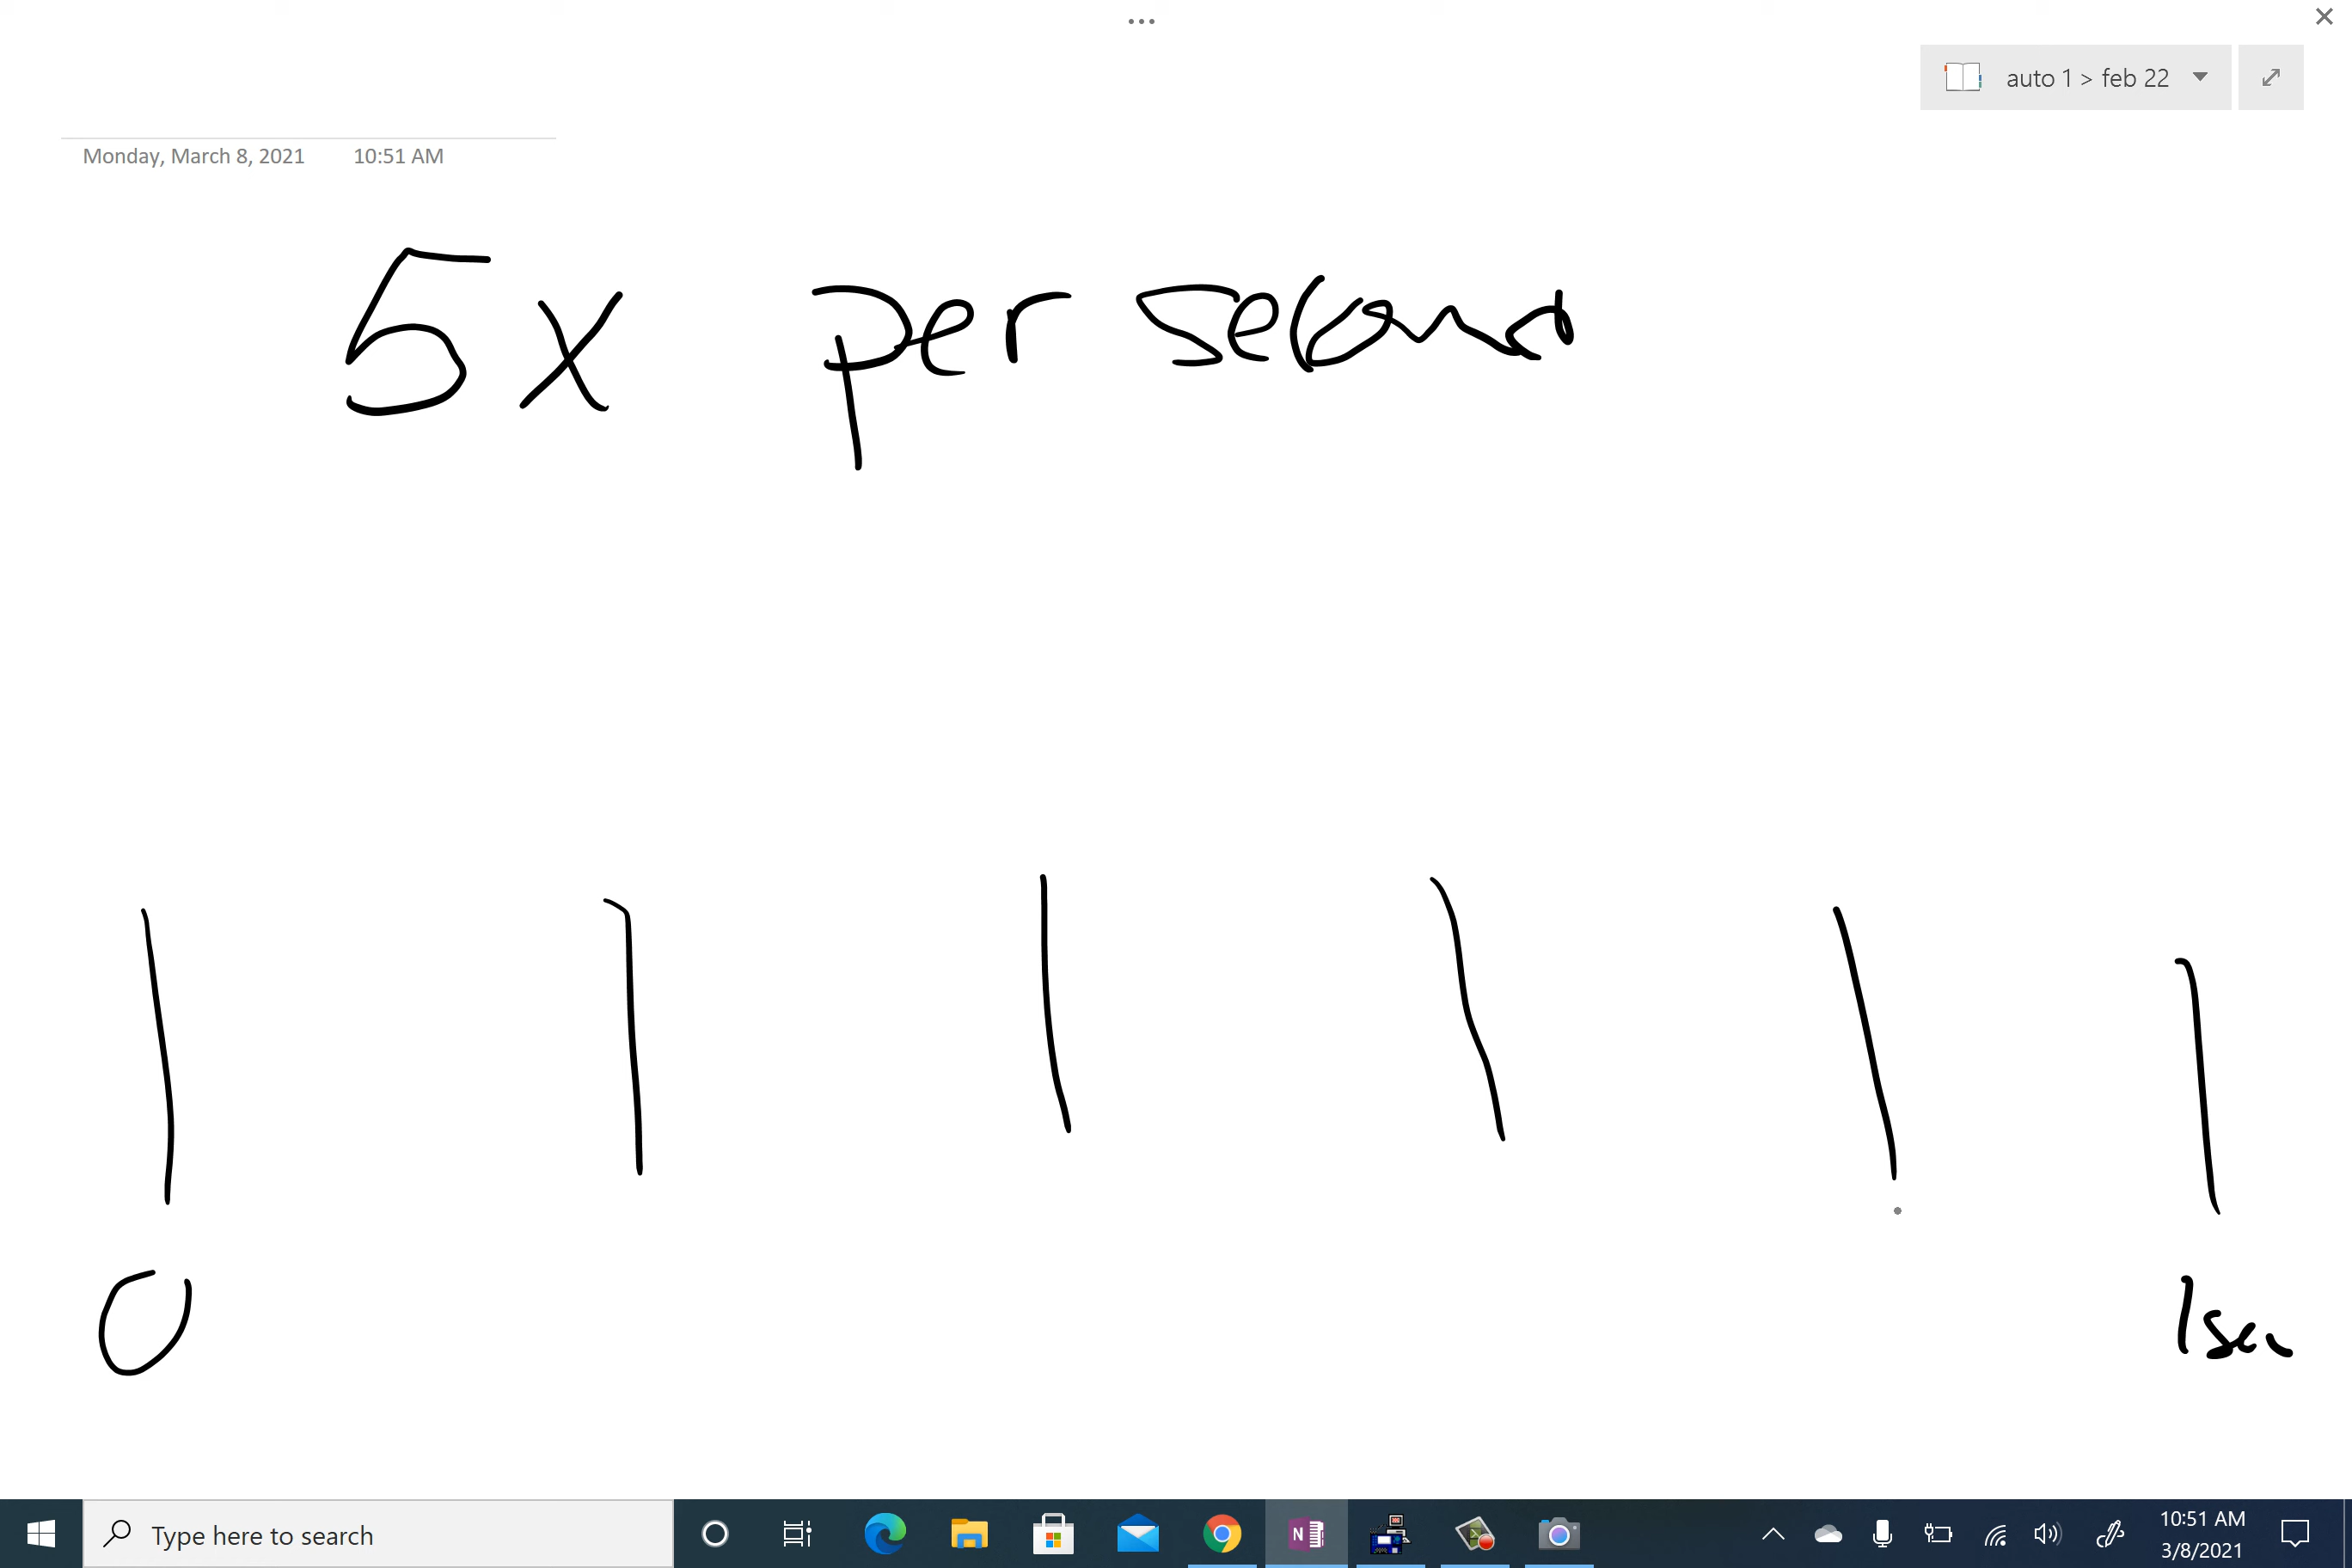 auto 1 > feb 22
Monday, March 8, 2021 10:51 AM
5x per second
0 1sec
Type here to search
10:51 AM
3/8/2021